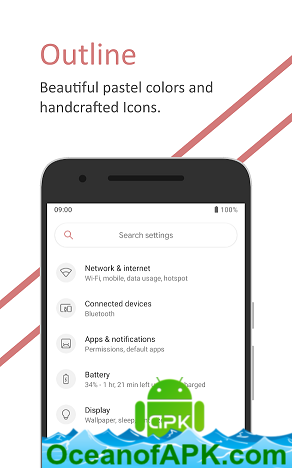 Outline
Beautiful pastel colors and
handcrafted Icons.
09:00
100%
Search settings
Network & internet
Wi-Fi, mobile, data usage, hotspot
Connected devices
Bluetooth
Apps & notifications
Permissions, default apps
Battery
34% - 1 hr, 21 min left u charged
Display
Wallpaper, sleep
APK
OceanofAPK.com